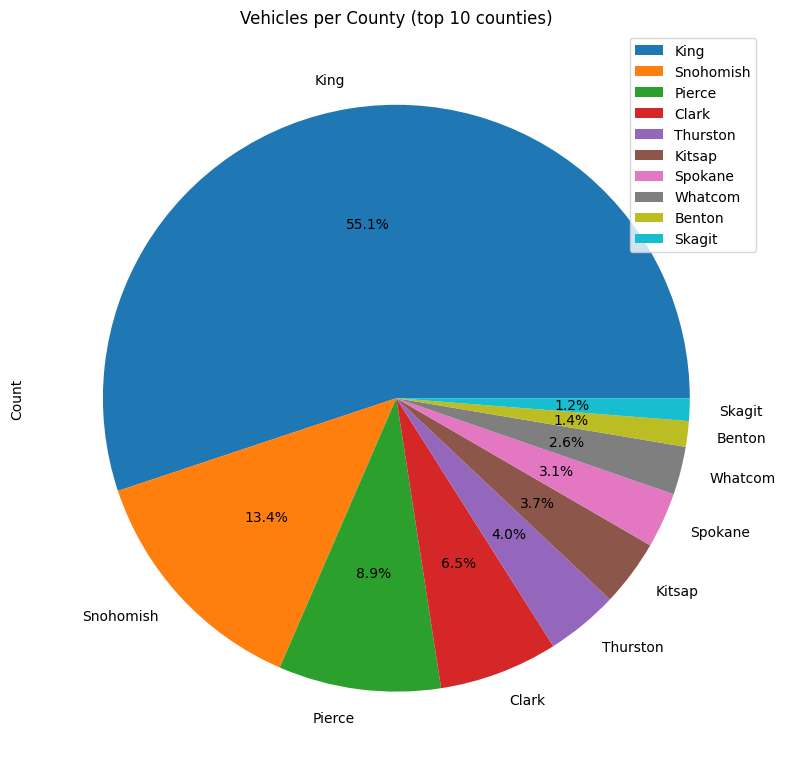 Vehicles per County (top 10 counties)
King
Snohomish
Pierce
Clark
Thurston
Kitsap
Spokane
Whatcom
Benton
Skagit
King
55.1%
Count
1.2%
Skagit
1.4%
Benton
2.6%
Whatcom
3.1%
Spokane
3.7%
Kitsap
4.0%
Thurston
13.4%
Snohomish
8.9%
Pierce
6.5%
Clark